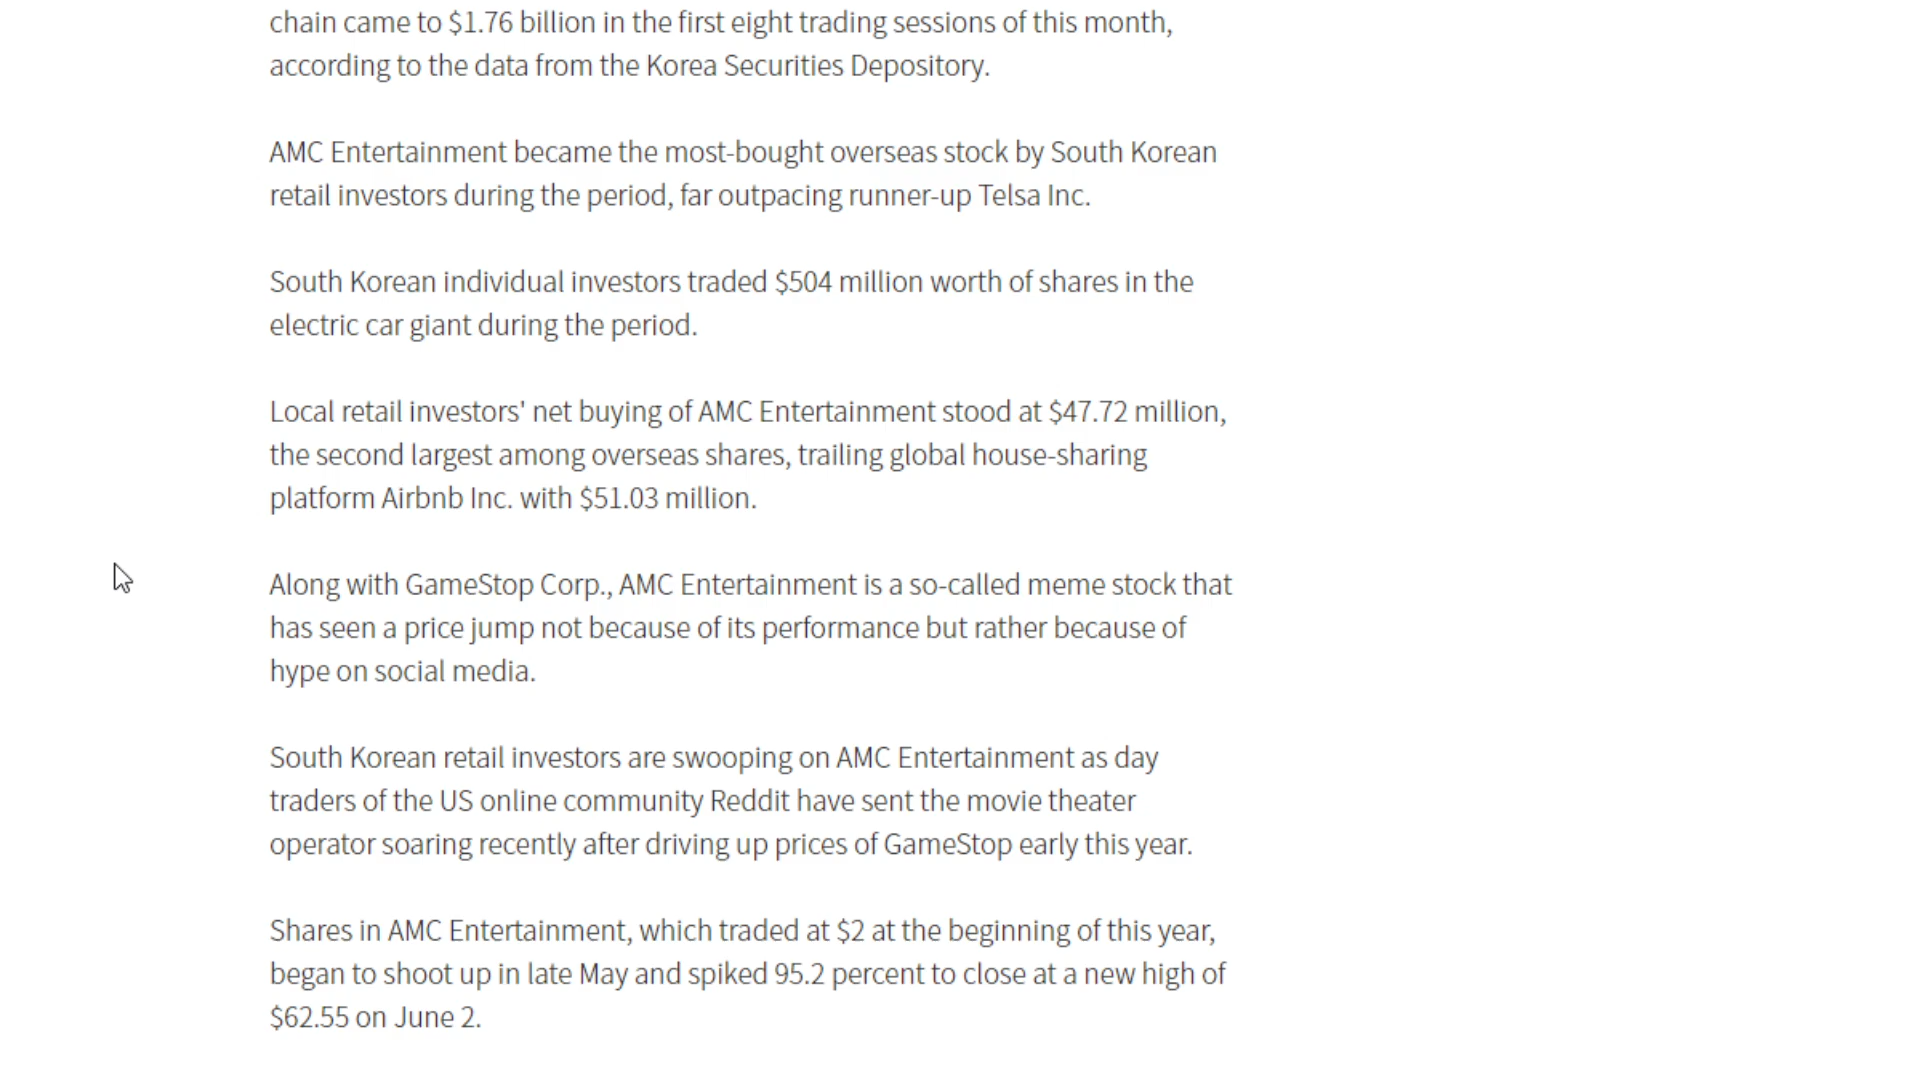 chain came to $1.76 billion in the first eight trading sessions of this month,
according to the data from the Korea Securities Depository.
AMC Entertainment became the most-bought overseas stock by South Korean
retail investors during the period, far outpacing runner-up Telsa Inc.
South Korean individual investors traded $504 million worth of shares in the
electric car giant during the period.
Local retail investors' net buying of AMC Entertainment stood at $47.72 million,
the second largest among overseas shares, trailing global house-sharing
platform Airbnb Inc. with $51.03 million.
Along with GameStop Corp., AMC Entertainment is a so-called meme stock that
has seen a price jump not because of its performance but rather because of
hype on social media.
South Korean retail investors are swooping on AMC Entertainment as day
traders of the US online community Reddit have sent the movie theater
operator soaring recently after driving up prices of GameStop early this year.
Shares in AMC Entertainment, which traded at $2 at the beginning of this year,
began to shoot up in late May and spiked 95.2 percent to close at a new high of
$62.55 on June 2.